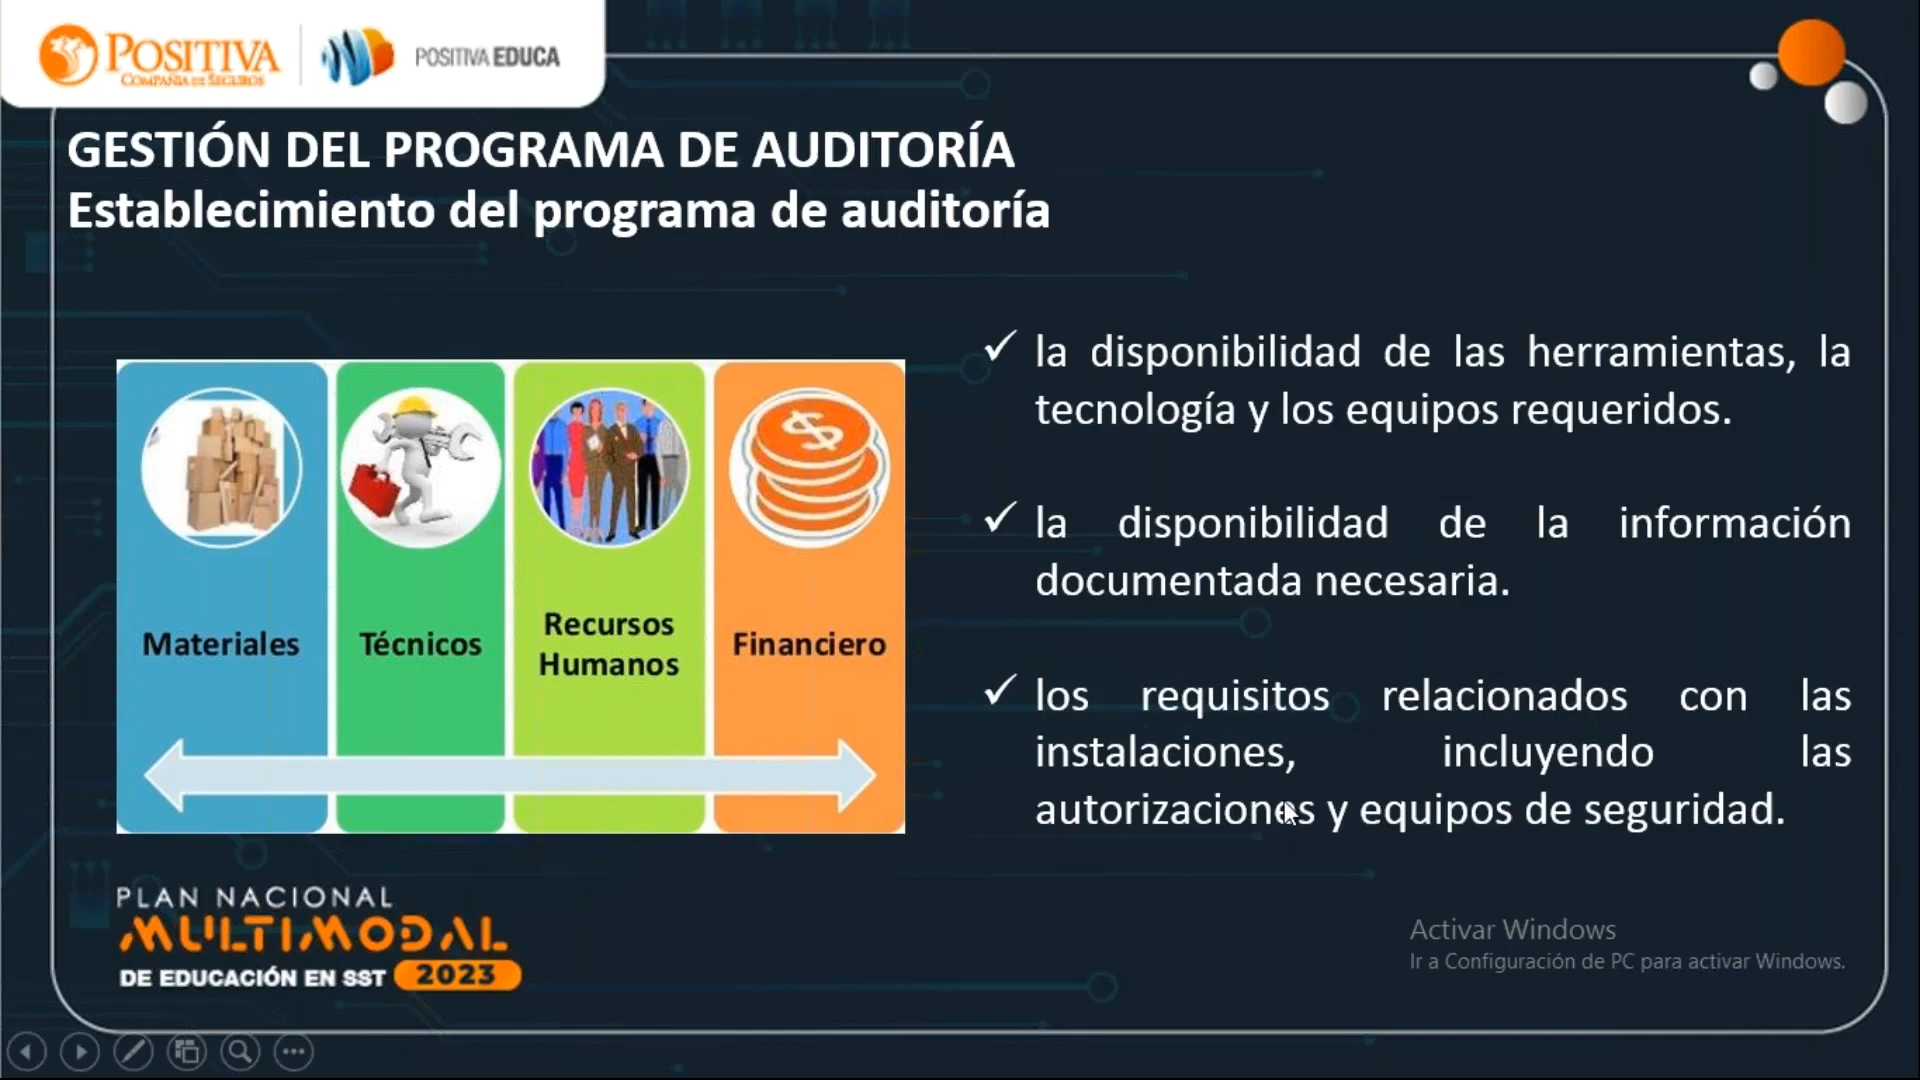 POSITIVA
COMPAÑIA DE SEGUROS
POSITIVA EDUCA
GESTIÓN DEL PROGRAMA DE AUDITORÍA
Establecimiento del programa de auditoría
Materiales
Técnicos
Recursos
Humanos
Financiero
la disponibilidad de las herramientas, la
tecnología y los equipos requeridos.
la disponibilidad de la información
documentada necesaria.
los requisitos relacionados con las
instalaciones, incluyendo las
autorizaciones y equipos de seguridad.
PLAN NACIONAL
MULTIMODAL
DE EDUCACIÓN EN SST 2023
Activar Windows
Ir a Configuración de PC para activar Windows.